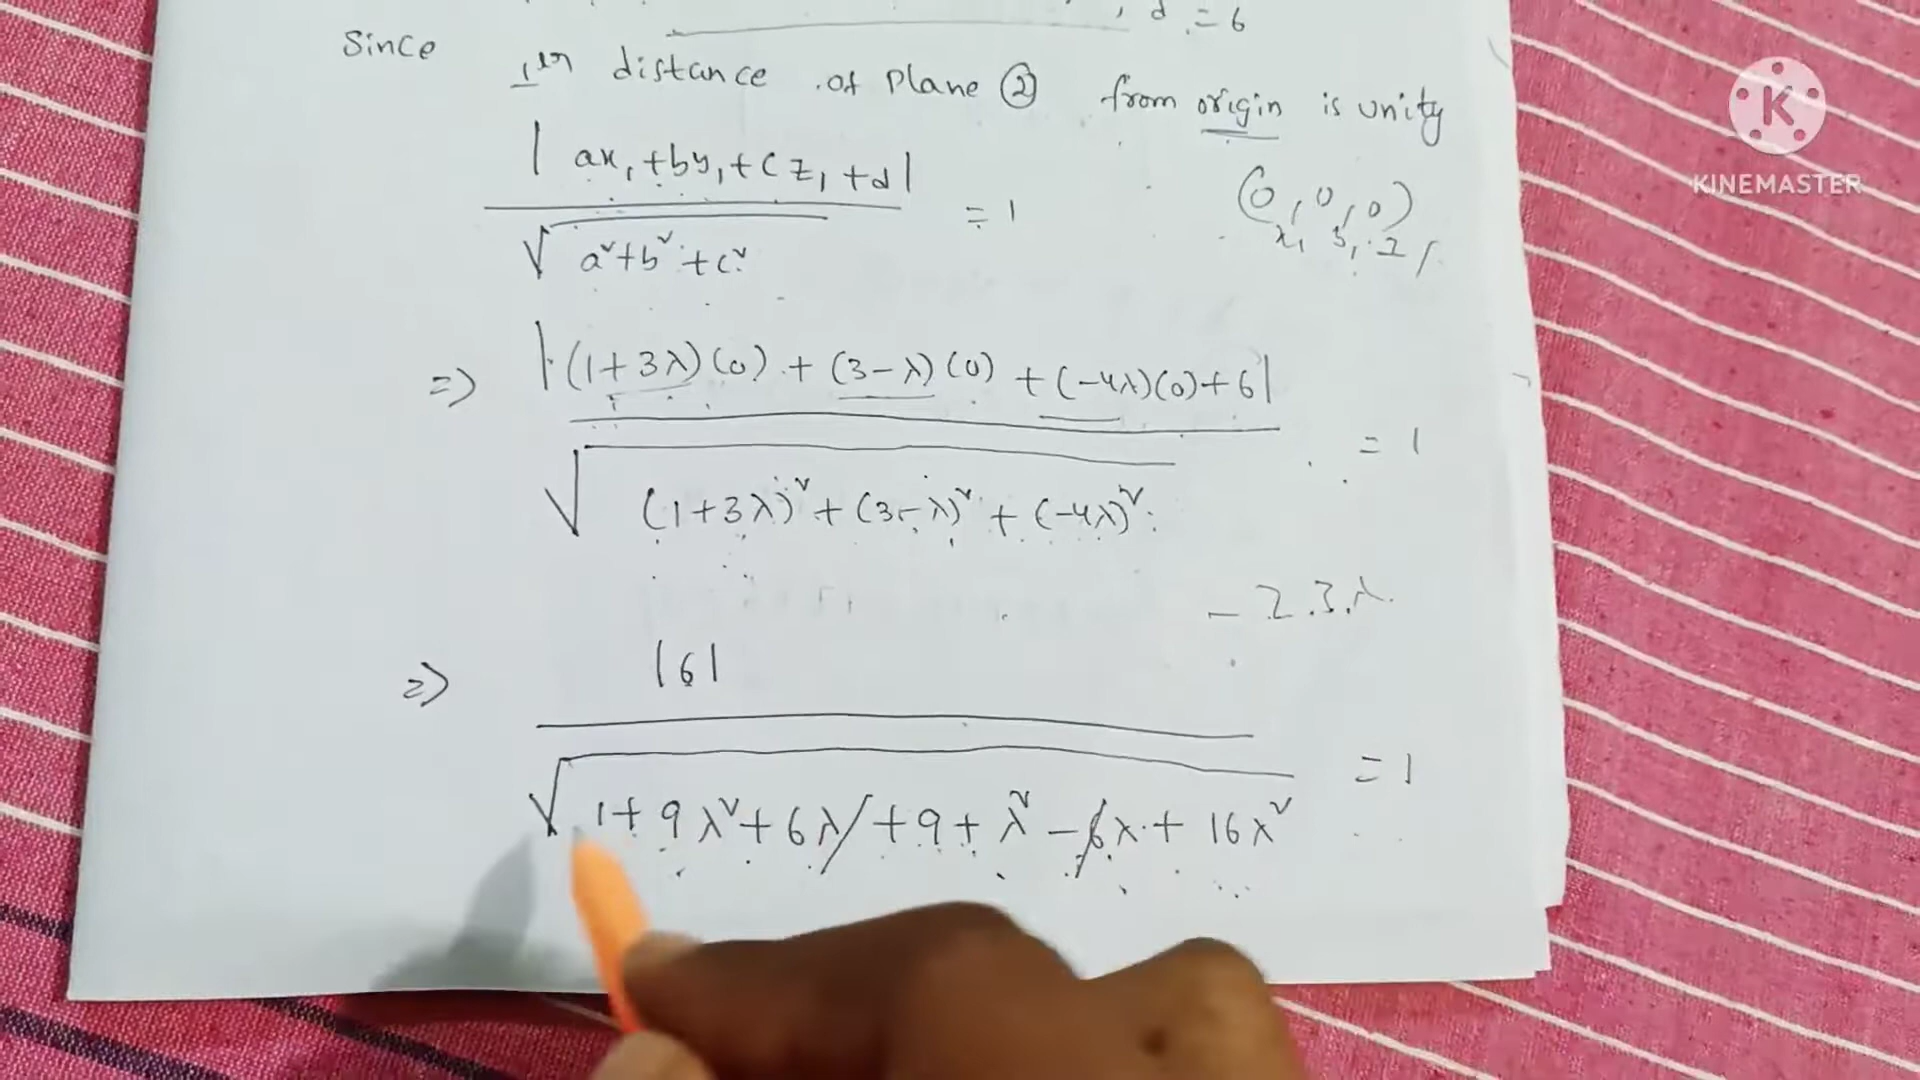 , d = 6
Since ⊥er distance of plane ② from origin is unity
|ax₁+by₁+cz₁+d|
= 1
√a²+b²+c²
(0,0,0)
x₁ y₁ z₁
K
KINEMASTER
=> |(1+3λ)(0) + (3-λ)(0) + (-4λ)(0)+6|
= 1
√(1+3λ)²+(3-λ)²+(-4λ)²
- 2.3.λ
=> |6|
= 1
√1+9λ²+6λ+9+λ²-6λ+16λ²